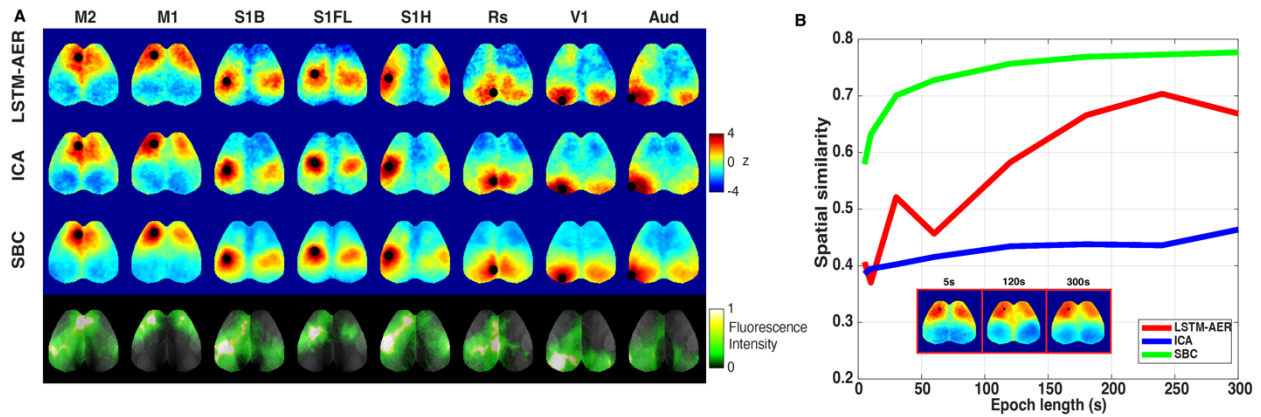 A
M2 M1 S1B S1FL S1H Rs V1 Aud
LSTM-AER
ICA
SBC
4
Z
-4
1
Fluorescence
Intensity
0
B
Spatial similarity
0.8
0.7
0.6
0.5
0.4
0.3
0.2
5s 120s 300s
LSTM-AER
ICA
SBC
0 50 100 150 200 250 300
Epoch length (s)